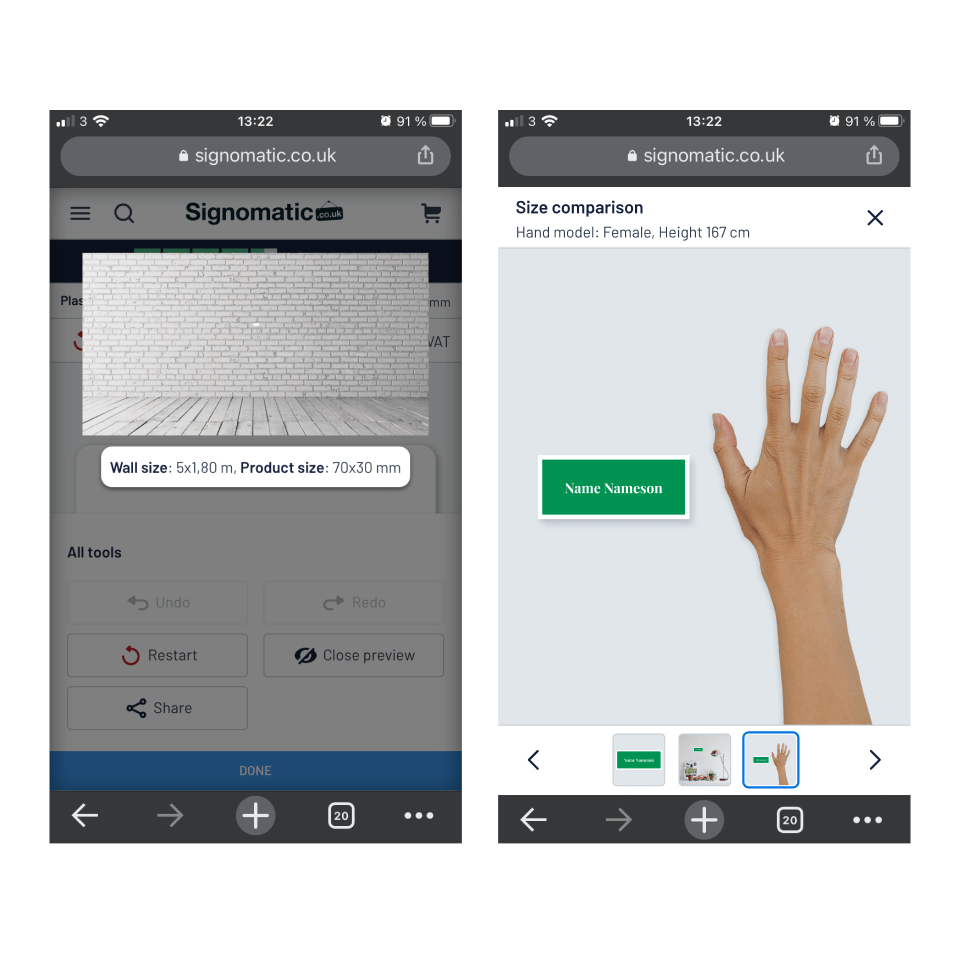 3 13:22 91 %
signomatic.co.uk
Signomatic .co.uk
Plas mm
VAT
Wall size: 5x1,80 m, Product size: 70x30 mm
All tools
Undo Redo
Restart Close preview
Share
DONE
20
3 13:22 91 %
signomatic.co.uk
Size comparison
Hand model: Female, Height 167 cm
Name Nameson
Name Nameson
20